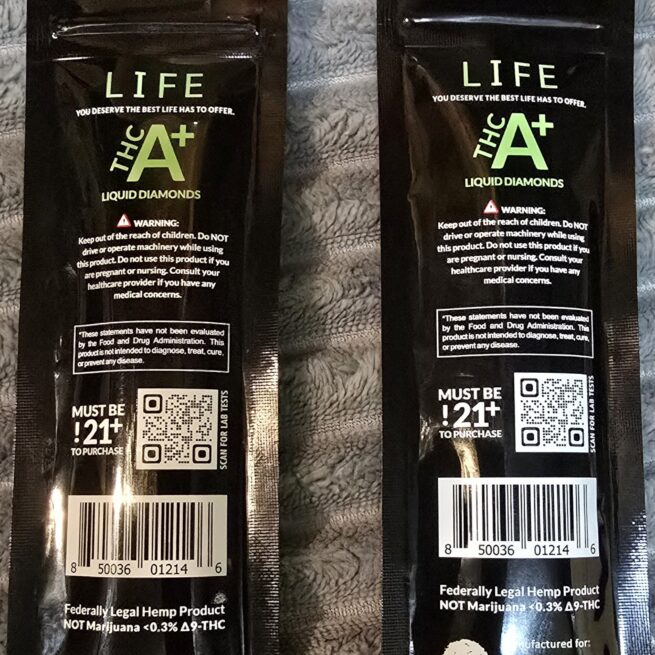 LIFE
YOU DESERVE THE BEST LIFE HAS TO OFFER.
THC A+
LIQUID DIAMONDS
WARNING:
Keep out of the reach of children. Do NOT
drive or operate machinery while using
this product. Do not use this product if you
are pregnant or nursing. Consult your
healthcare provider if you have any
medical concerns.
*These statements have not been evaluated
by the Food and Drug Administration. This
product is not intended to diagnose, treat, cure,
or prevent any disease.
MUST BE
! 21+
TO PURCHASE
SCAN FOR LAB TESTS
8 50036 01214 6
Federally Legal Hemp Product
NOT Marijuana <0.3% Δ9-THC
LIFE
YOU DESERVE THE BEST LIFE HAS TO OFFER.
THC A+
LIQUID DIAMONDS
WARNING:
Keep out of the reach of children. Do NOT
drive or operate machinery while using
this product. Do not use this product if you
are pregnant or nursing. Consult your
healthcare provider if you have any
medical concerns.
*These statements have not been evaluated
by the Food and Drug Administration. This
product is not intended to diagnose, treat, cure,
or prevent any disease.
MUST BE
! 21+
TO PURCHASE
SCAN FOR LAB TESTS
8 50036 01214 6
Federally Legal Hemp Product
NOT Marijuana <0.3% Δ9-THC
for: